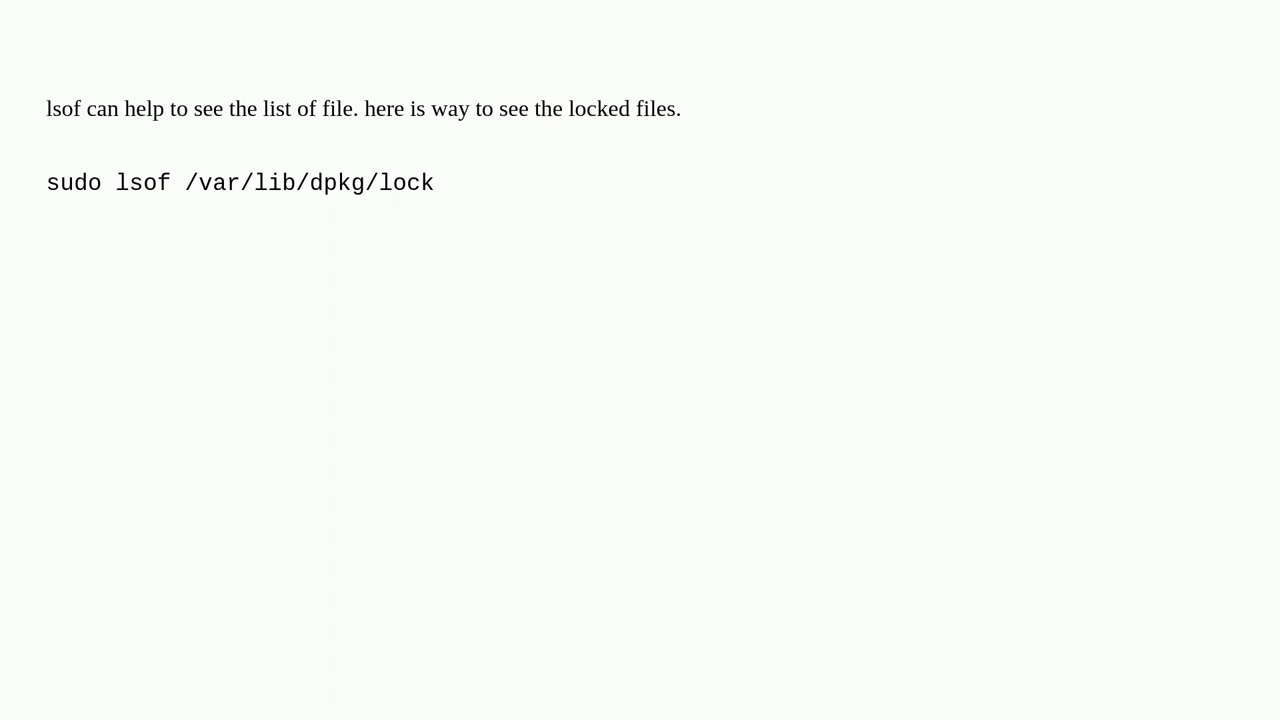 lsof can help to see the list of file. here is way to see the locked files.
sudo lsof /var/lib/dpkg/lock